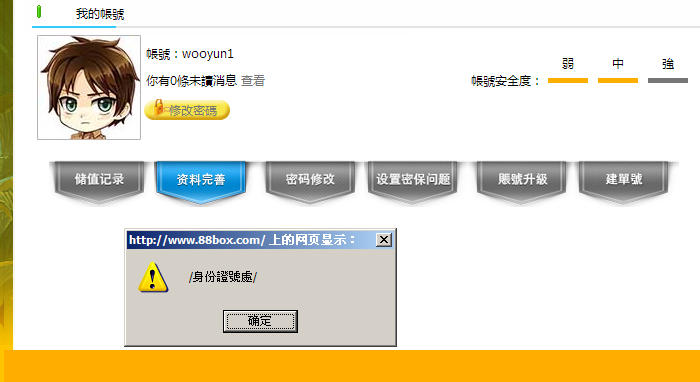 我的帳號
帳號：wooyun1
你有0條未讀消息 查看
修改密碼
弱 中 強
帳號安全度：
储值记录 资料完善 密码修改 设置密保问题 賬號升級 建單號
http://www.88box.com/ 上的网页显示：
/身份證號處/
确定